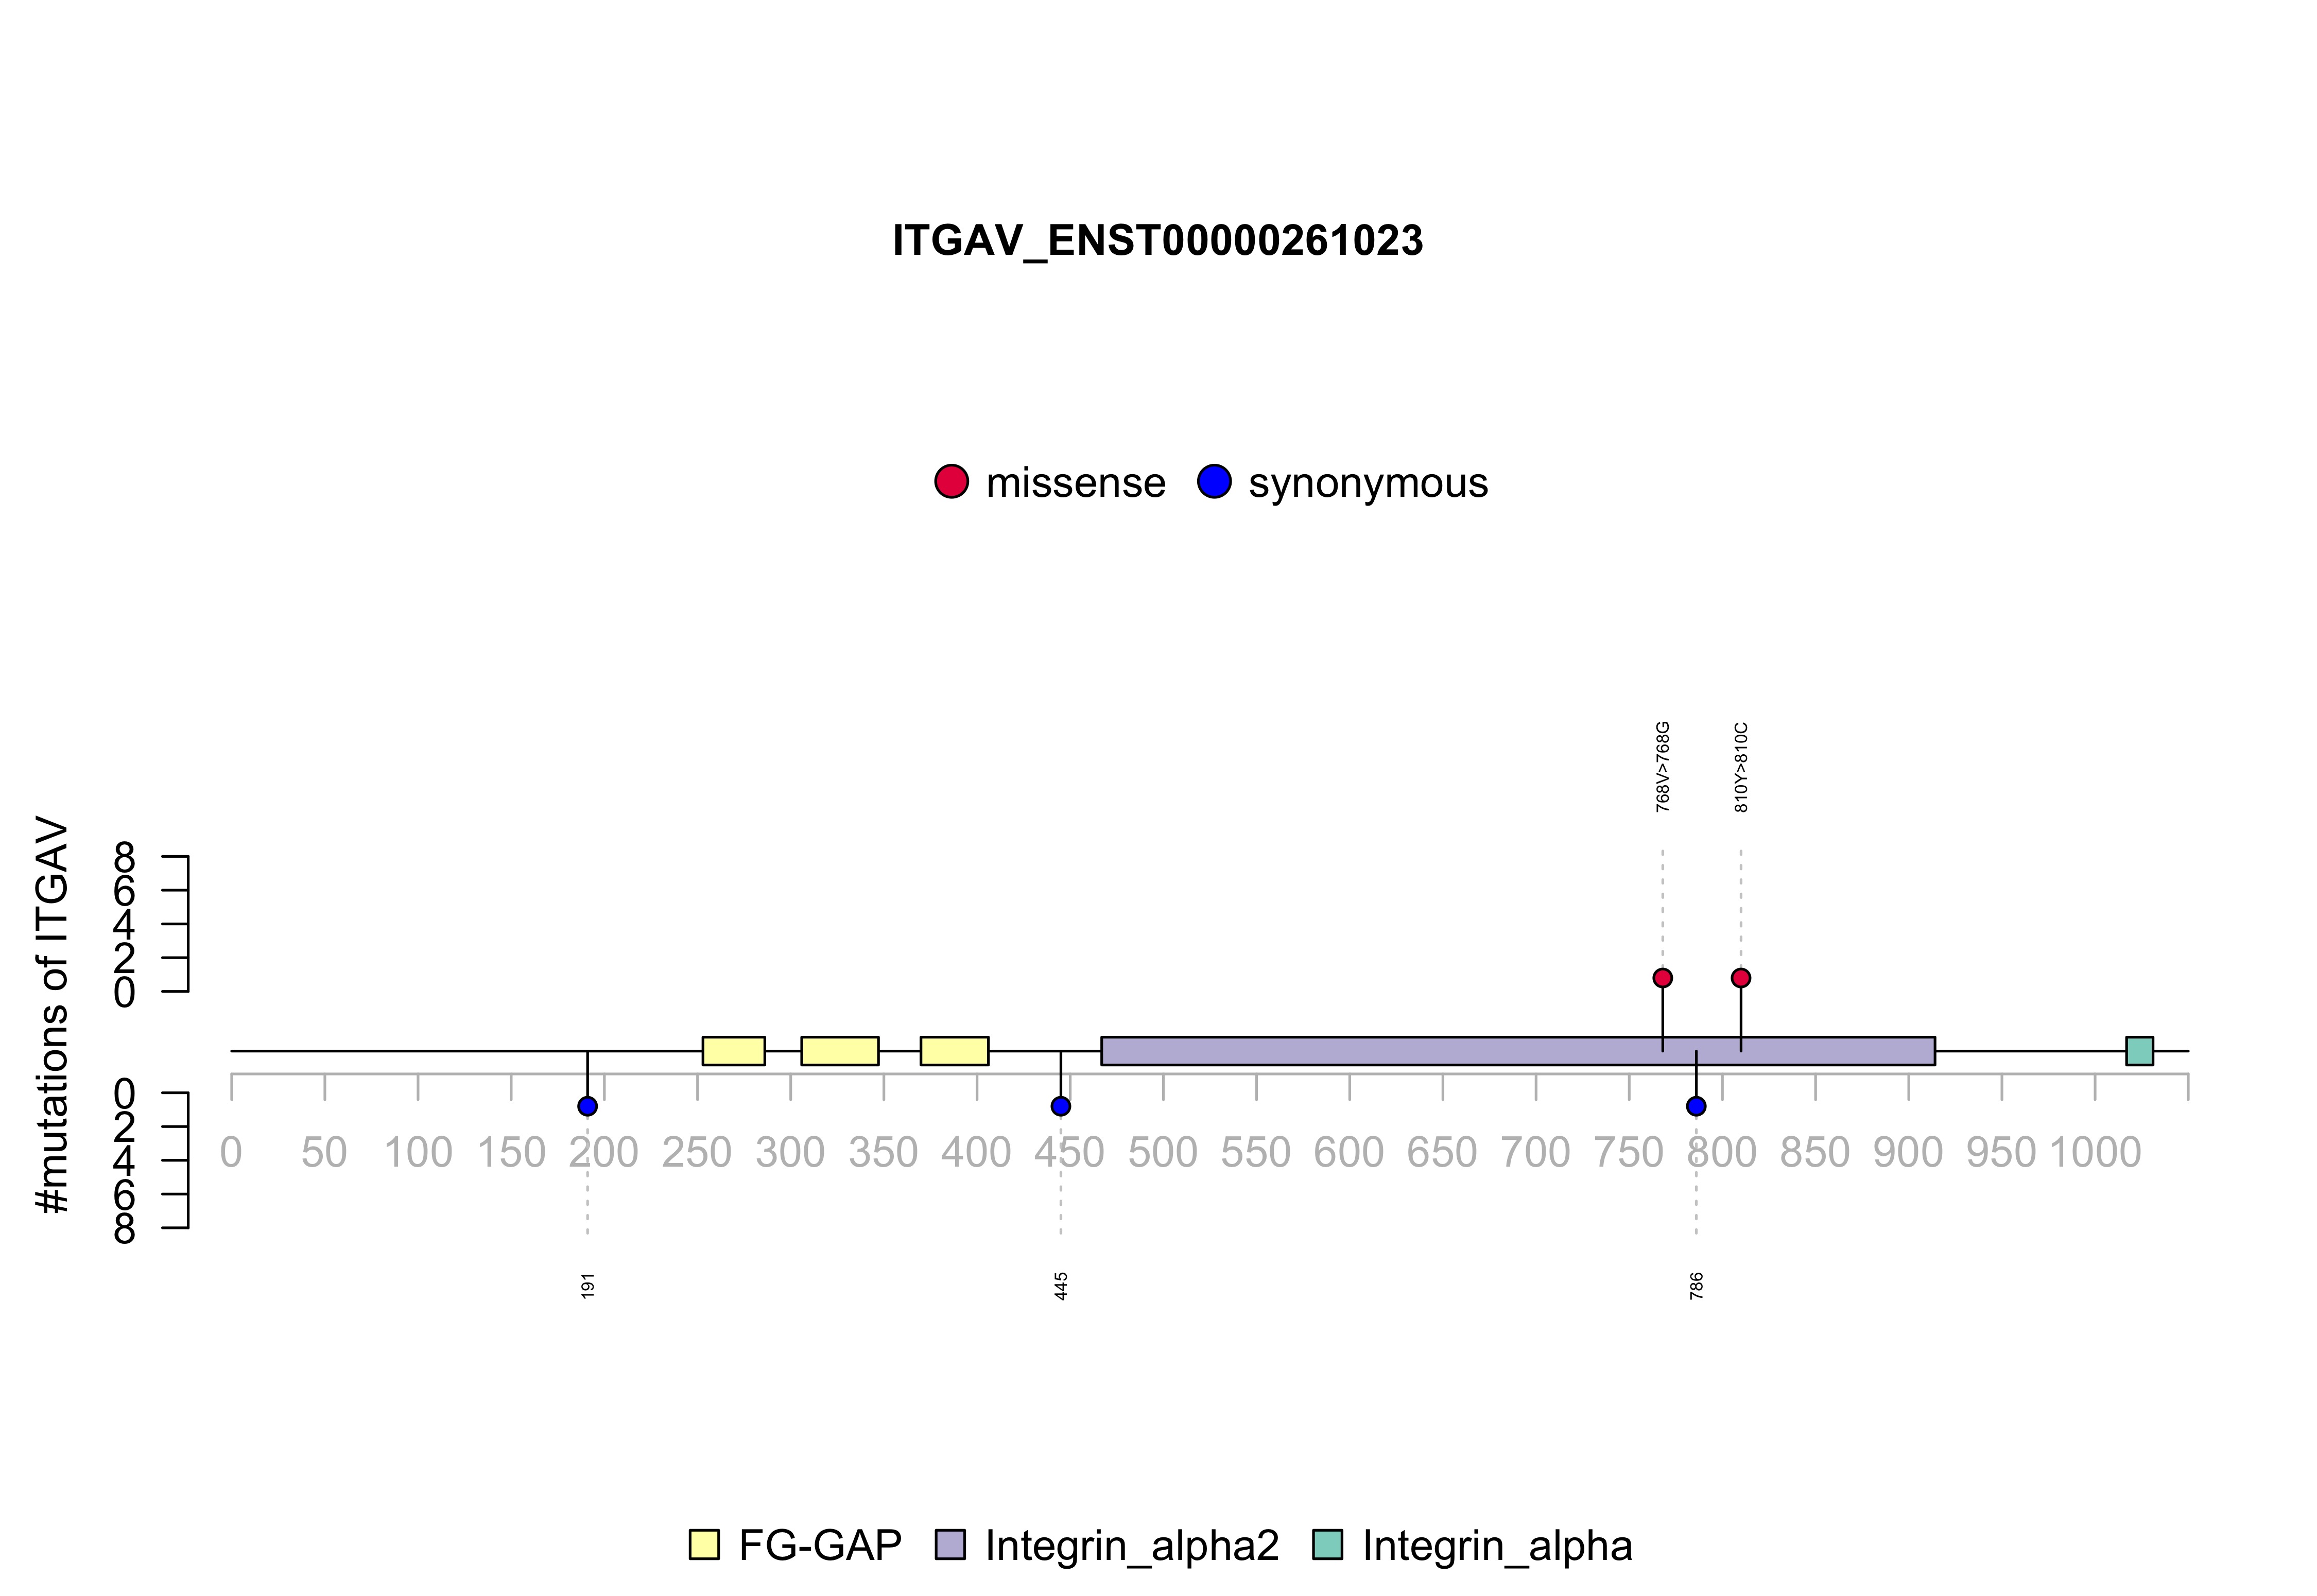 ITGAV_ENST00000261023
missense synonymous
768V>768G
810Y>810C
#mutations of ITGAV
8
6
4
2
0
0
2
4
6
8
0 50 100 150 200 250 300 350 400 450 500 550 600 650 700 750 800 850 900 950 1000
191
445
786
FG-GAP Integrin_alpha2 Integrin_alpha